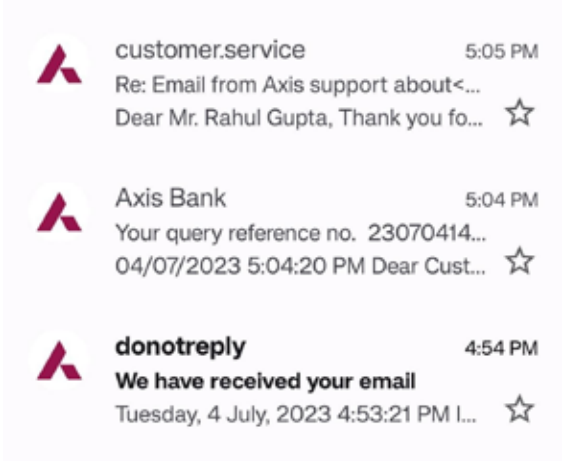 customer.service 5:05 PM
Re: Email from Axis support about<...
Dear Mr. Rahul Gupta, Thank you fo...
Axis Bank 5:04 PM
Your query reference no. 23070414...
04/07/2023 5:04:20 PM Dear Cust...
donotreply 4:54 PM
We have received your email
Tuesday, 4 July, 2023 4:53:21 PM I...